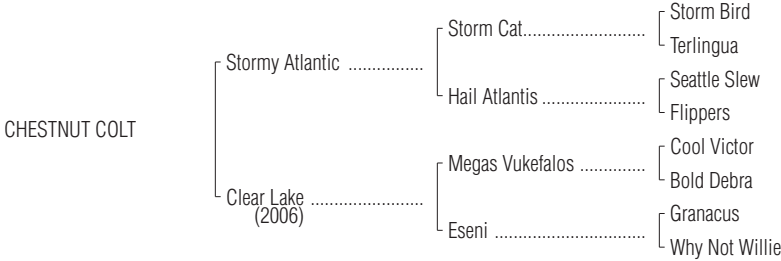 Storm Bird
Storm Cat..........................
Terlingua
Stormy Atlantic ................
Seattle Slew
Hail Atlantis ......................
Flippers
CHESTNUT COLT
Cool Victor
Megas Vukefalos ..............
Bold Debra
Clear Lake ........................
(2006)
Granacus
Eseni ................................
Why Not Willie